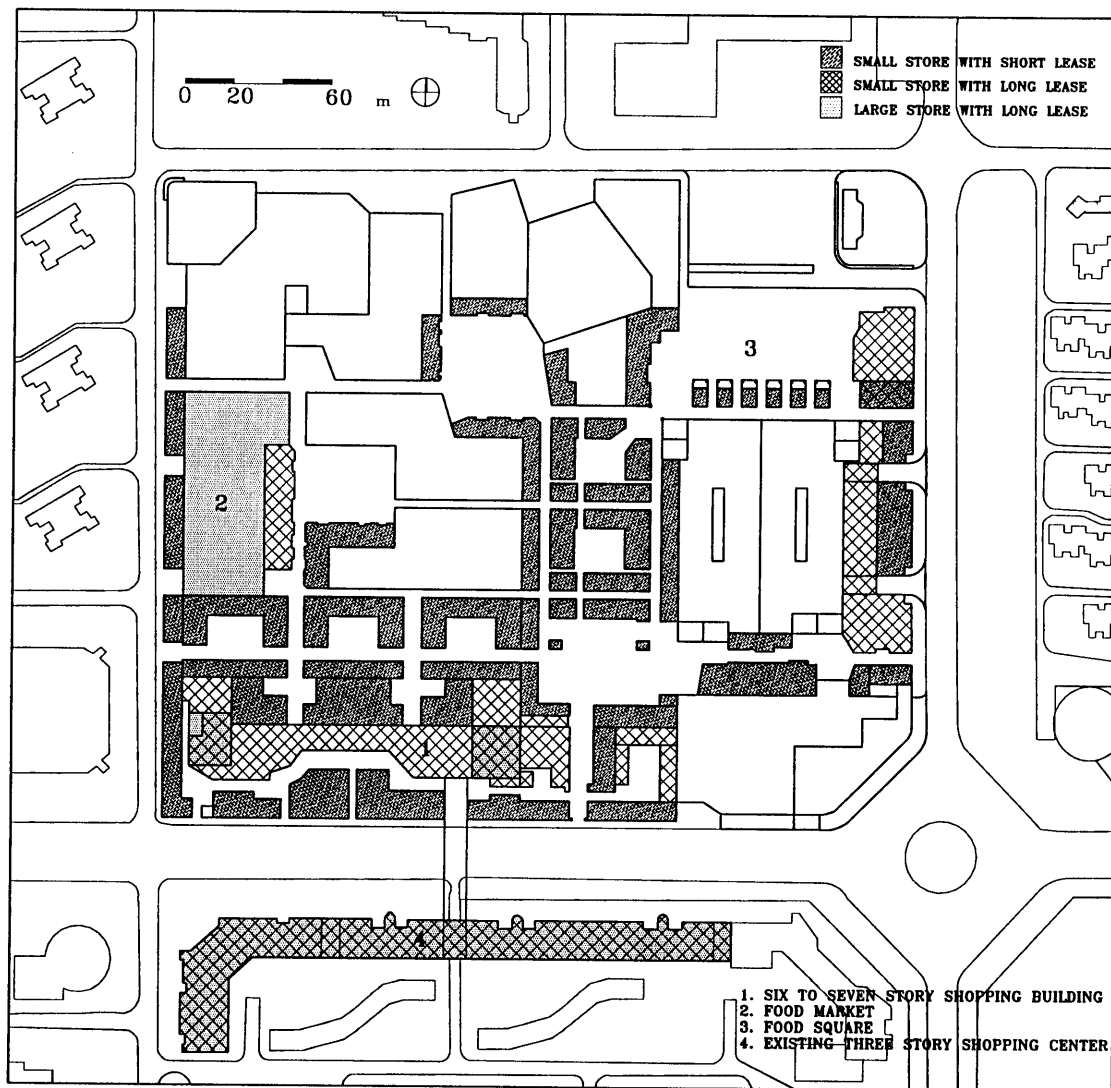 SMALL STORE WITH SHORT LEASE
SMALL STORE WITH LONG LEASE
LARGE STORE WITH LONG LEASE
0 20 60 m
3
2
1
4
1. SIX TO SEVEN STORY SHOPPING BUILDING
2. FOOD MARKET
3. FOOD SQUARE
4. EXISTING THREE STORY SHOPPING CENTER